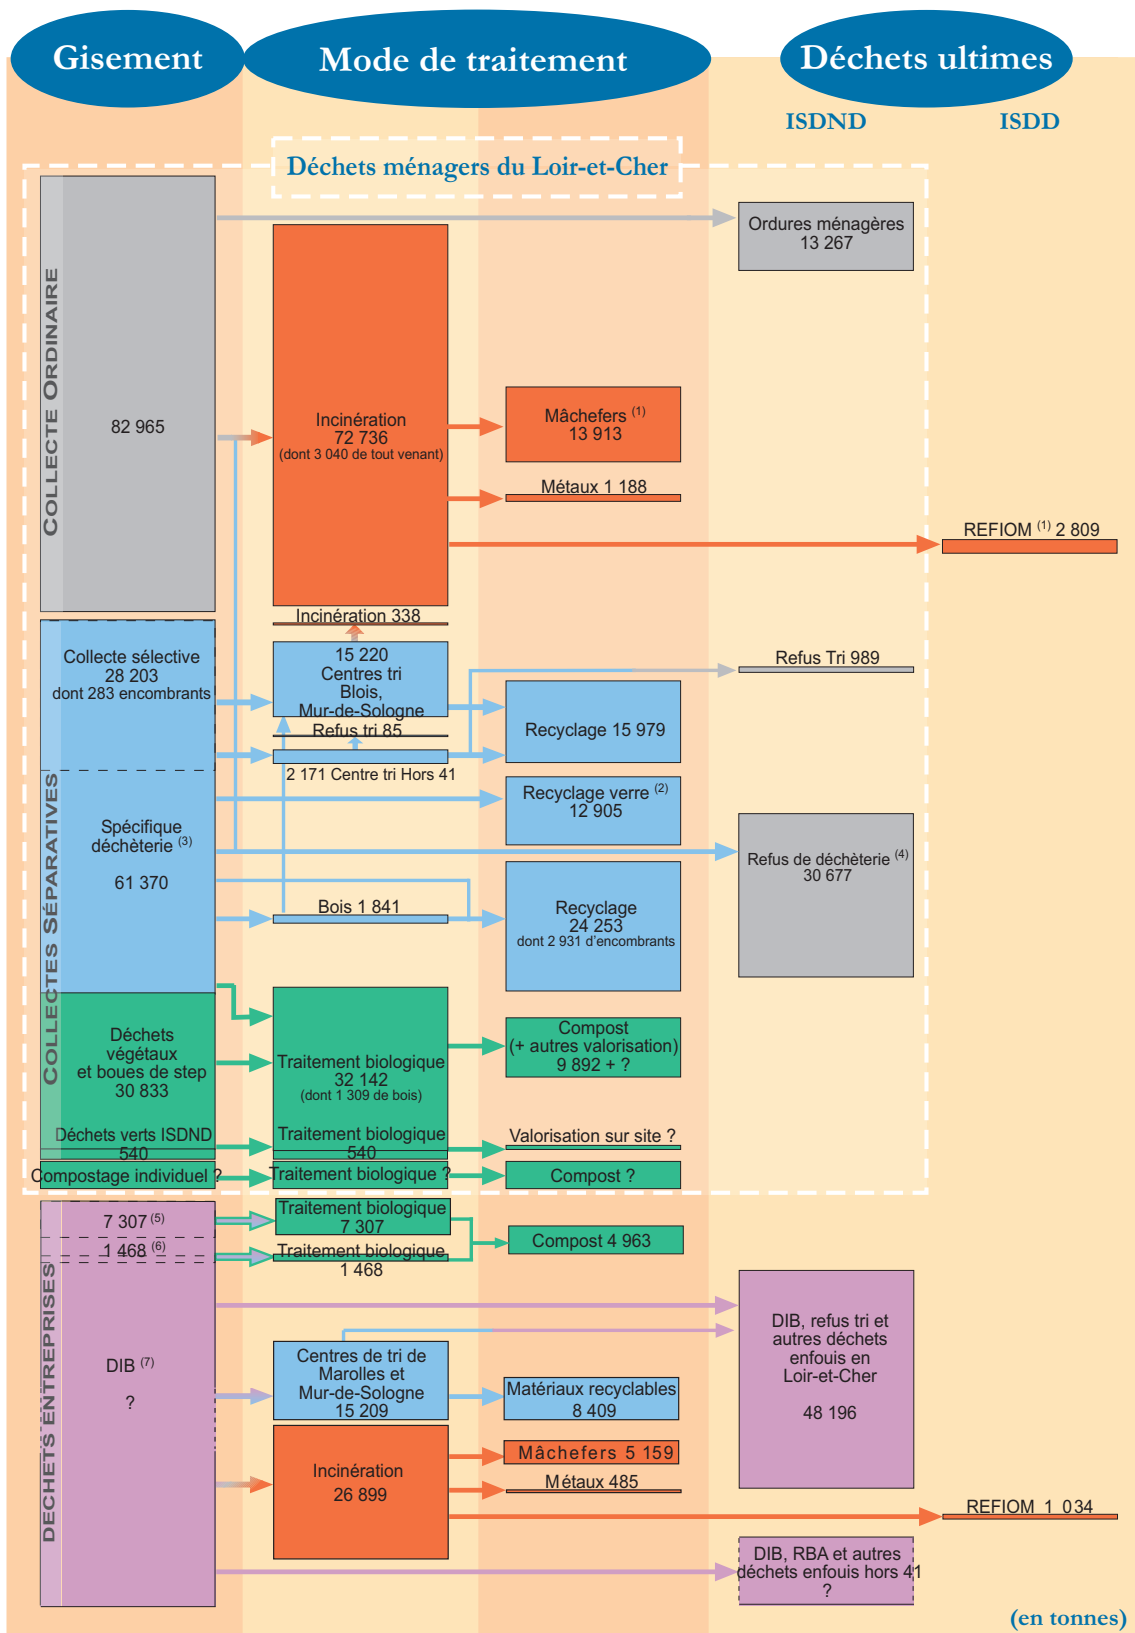 Gisement
Mode de traitement
Déchets ultimes
ISDND
ISDD
Déchets ménagers du Loir-et-Cher
COLLECTE ORDINAIRE
82 965
Incinération
72 736
(dont 3 040 de tout venant)
Mâchefers (1)
13 913
Métaux 1 188
Ordures ménagères
13 267
REFIOM (1) 2 809
COLLECTES SÉPARATIVES
Collecte sélective
28 203
dont 283 encombrants
Incinération 338
15 220
Centres tri
Blois,
Mur-de-Sologne
Refus tri 85
2 171 Centre tri Hors 41
Recyclage 15 979
Refus Tri 989
Recyclage verre (2)
12 905
Spécifique
déchèterie (3)
61 370
Bois 1 841
Recyclage
24 253
dont 2 931 d'encombrants
Refus de déchèterie (4)
30 677
Déchets
végétaux
et boues de step
30 833
Traitement biologique
32 142
(dont 1 309 de bois)
Compost
(+ autres valorisation)
9 892 + ?
Déchets verts ISDND
540
Traitement biologique
540
Valorisation sur site ?
Compostage individuel ?
Traitement biologique ?
Compost ?
DECHETS ENTREPRISES
7 307 (5)
Traitement biologique
7 307
1 468 (6)
Traitement biologique
1 468
Compost 4 963
DIB (7)
?
Centres de tri de
Marolles et
Mur-de-Sologne
15 209
Matériaux recyclables
8 409
DIB, refus tri et
autres déchets
enfouis en
Loir-et-Cher
48 196
Incinération
26 899
Mâchefers 5 159
Métaux 485
REFIOM 1 034
DIB, RBA et autres
déchets enfouis hors 41
?
(en tonnes)